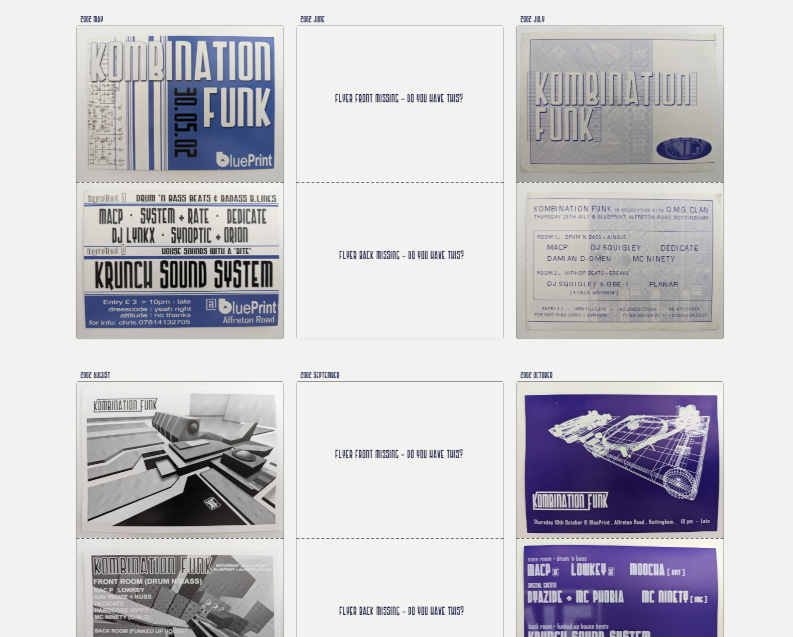 2002 MAY
KOMBINATION
FUNK
30.05.02
bluePrint
DRUM 'N BASS BEATS & BADASS B.LINES
MACP · SYSTEM + RATE · DEDICATE
DJ LYNKX · SYNOPTIC + ORION
HOUSE SOUNDS WITH A 'BITE'
KRUNCH SOUND SYSTEM
Entry £ 3 > 10pm - late
dresscode : yeah right
attitude : no thanks
for info: chris.07814132705
@ bluePrint
Alfreton Road
2002 JUNE
FLYER FRONT MISSING - DO YOU HAVE THIS?
FLYER BACK MISSING - DO YOU HAVE THIS?
2002 JULY
KOMBINATION
FUNK
KOMBINATION FUNK IN ASSOCIATION WITH D.M.G. CLAN
THURSDAY 25TH JULY @ BLUEPRINT, ALFRETON ROAD, NOTTINGHAM
ROOM 1: DRUM N BASS + JUNGLE
MACP DJ SQUIGLEY DEDICATE
DAMIAN D-OMEN MC NINETY
ROOM 2: HIP-HOP BEATS + BREAKS
DJ SQUIGLEY & OBE-1 PLANAR
2002 AUGUST
KOMBINATION FUNK
KOMBINATION FUNK
FRONT ROOM (DRUM N BASS)
MAC P LOWKEY
DEDICATE
MC NINETY (D.M.G)
BACK ROOM (FUNKED UP HOUSE)
2002 SEPTEMBER
FLYER FRONT MISSING - DO YOU HAVE THIS?
FLYER BACK MISSING - DO YOU HAVE THIS?
2002 OCTOBER
KOMBINATION FUNK
Thursday 10th October @ BluePrint , Alfreton Road , Nottingham. 10 pm - Late
main room - drum 'n bass
MACP LOWKEY MOOCHA
SPECIAL GUESTS
DYAZIDE + MC PHOBIA MC NINETY [ DMG ]
back room - funked up house beats
KRUNCH SOUND SYSTEM